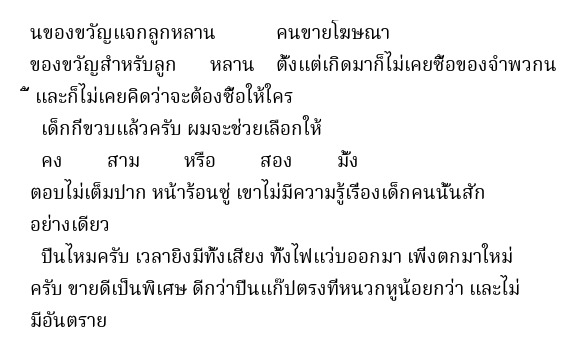 นของขวัญแจกลูกหลาน คนขายโฆษณา
ของขวัญสำหรับลูก หลาน ตั้งแต่เกิดมาก็ไม่เคยซื้อของจำพวกน
ี้ และก็ไม่เคยคิดว่าจะต้องซื้อให้ใคร
เด็กกี่ขวบแล้วครับ ผมจะช่วยเลือกให้
คง สาม หรือ สอง มั้ง
ตอบไม่เต็มปาก หน้าร้อนซู่ เขาไม่มีความรู้เรื่องเด็กคนนั้นสัก
อย่างเดียว
ปืนไหมครับ เวลายิงมีทั้งเสียง ทั้งไฟแว่บออกมา เพิ่งตกมาใหม่
ครับ ขายดีเป็นพิเศษ ดีกว่าปืนแก๊ปตรงที่หนวกหูน้อยกว่า และไม่
มีอันตราย